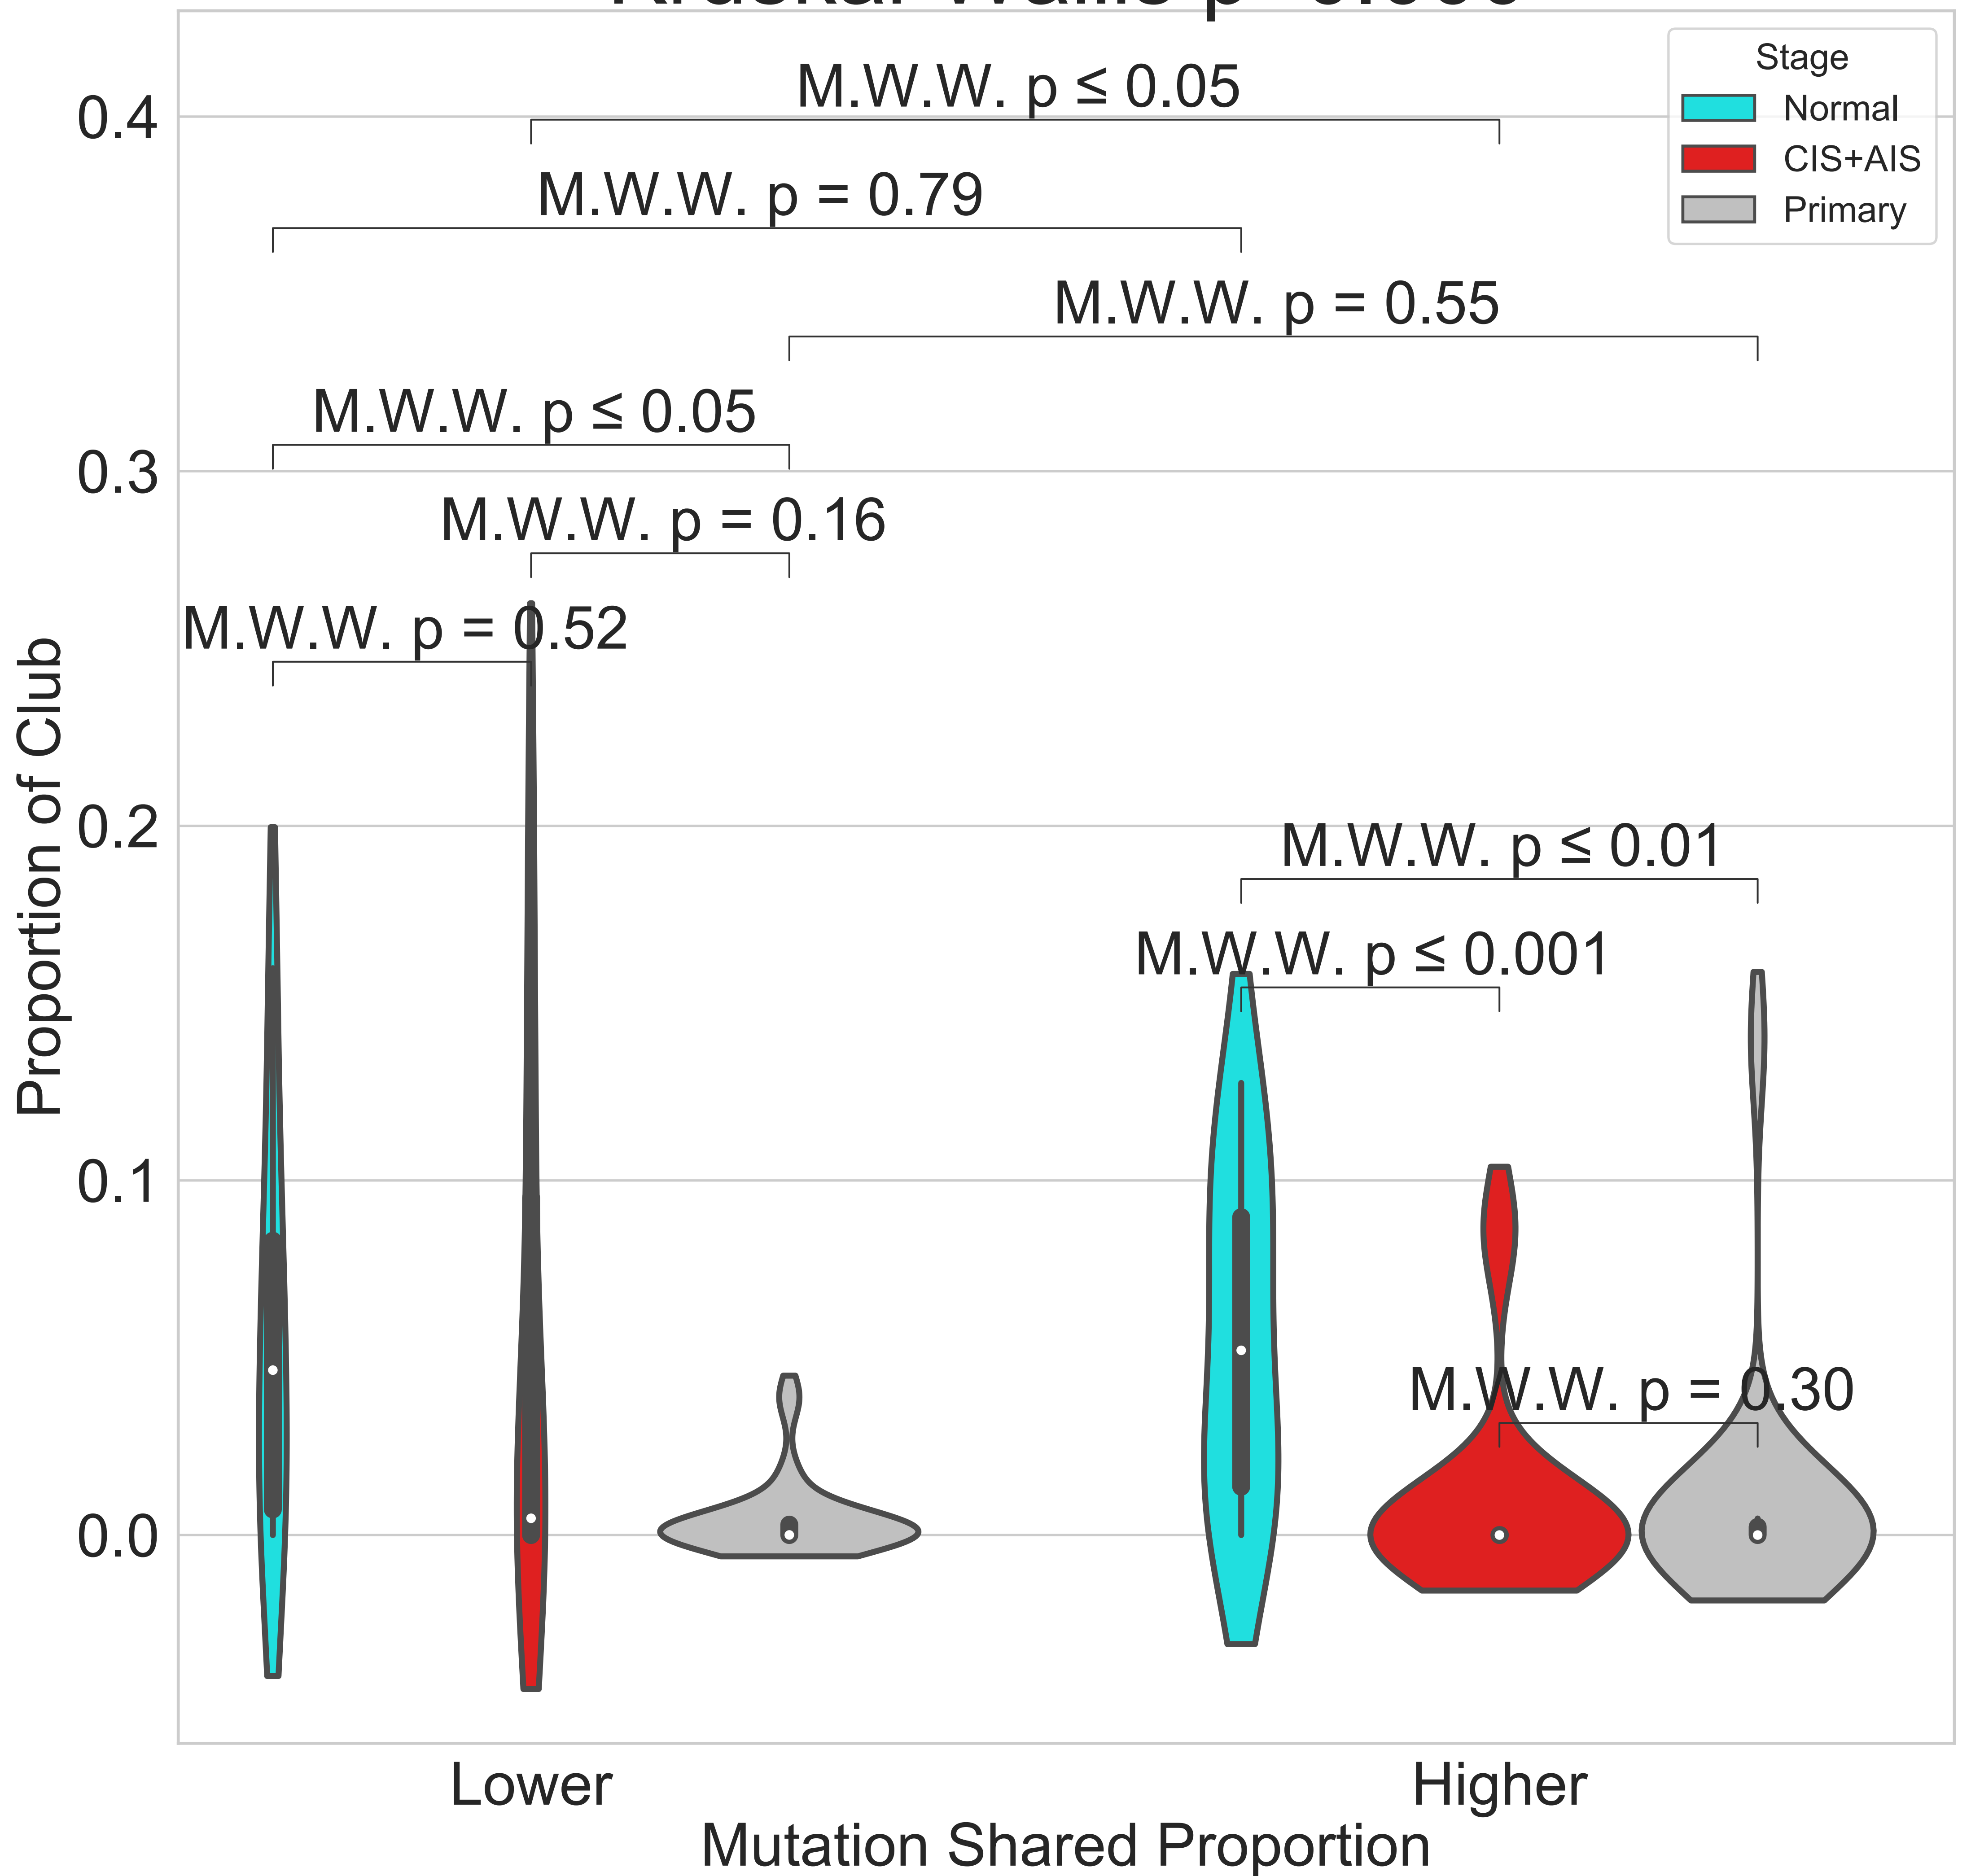 Stage
Normal
CIS+AIS
Primary
M.W.W. p ≤ 0.05
M.W.W. p = 0.79
M.W.W. p = 0.55
M.W.W. p ≤ 0.05
M.W.W. p = 0.16
M.W.W. p = 0.52
M.W.W. p ≤ 0.01
M.W.W. p ≤ 0.001
M.W.W. p = 0.30
0.4
0.3
0.2
0.1
0.0
Proportion of Club
Lower
Higher
Mutation Shared Proportion